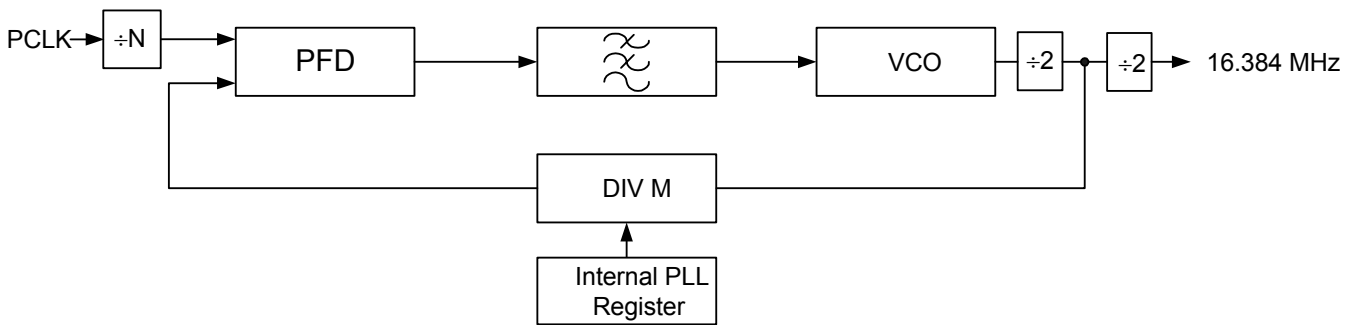 PCLK
÷N
PFD
VCO
÷2
÷2
16.384 MHz
DIV M
Internal PLL
Register